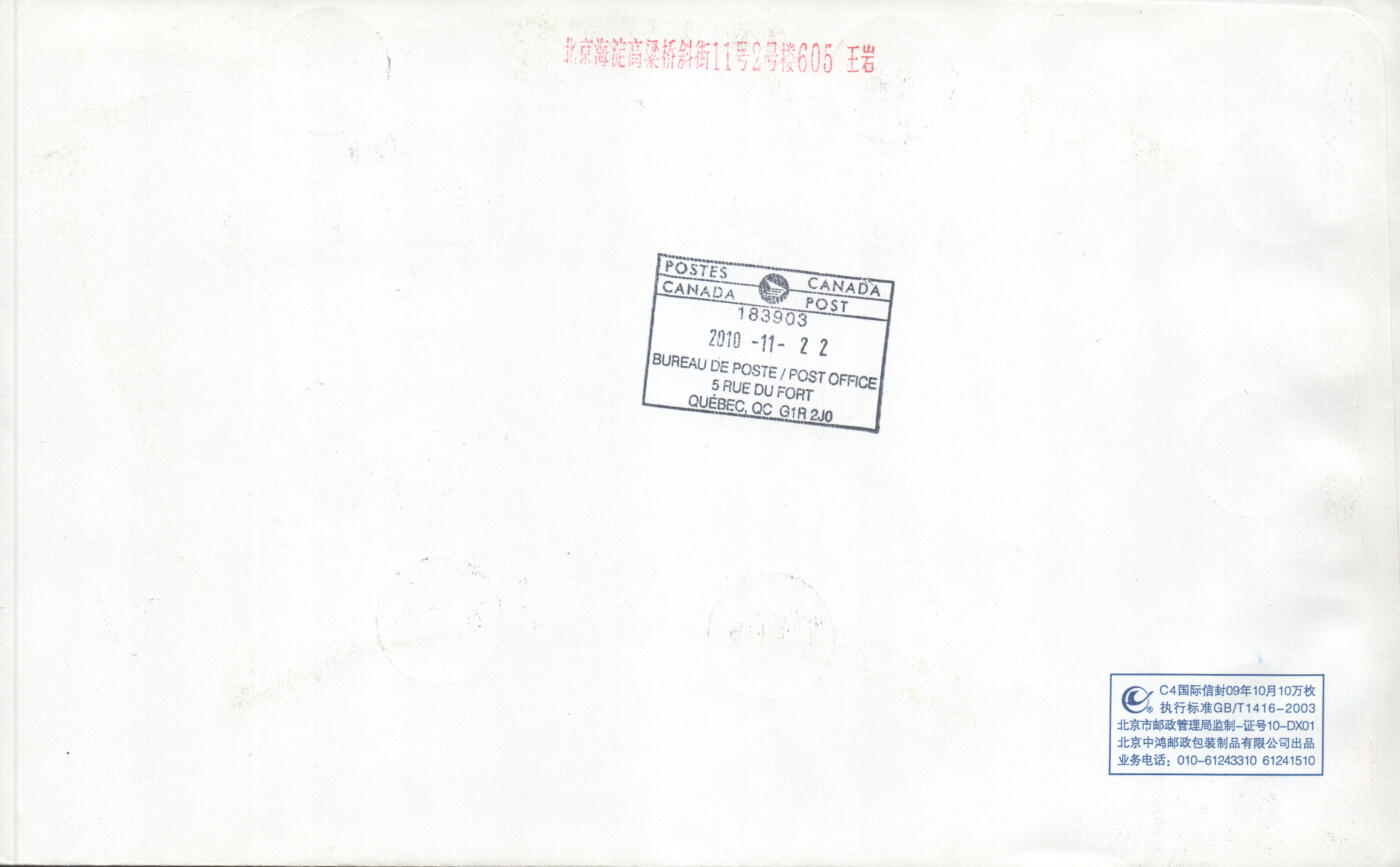 北京海淀高梁桥斜街11号2号楼605 王岩
POSTES CANADA
CANADA POST
183903
2010 -11- 22
BUREAU DE POSTE / POST OFFICE
5 RUE DU FORT
QUÉBEC, QC G1R 2J0
C4国际信封09年10月10万枚
执行标准GB/T1416-2003
北京市邮政管理局监制-证号10-DX01
北京中鸿邮政包装制品有限公司出品
业务电话：010-61243310 61241510